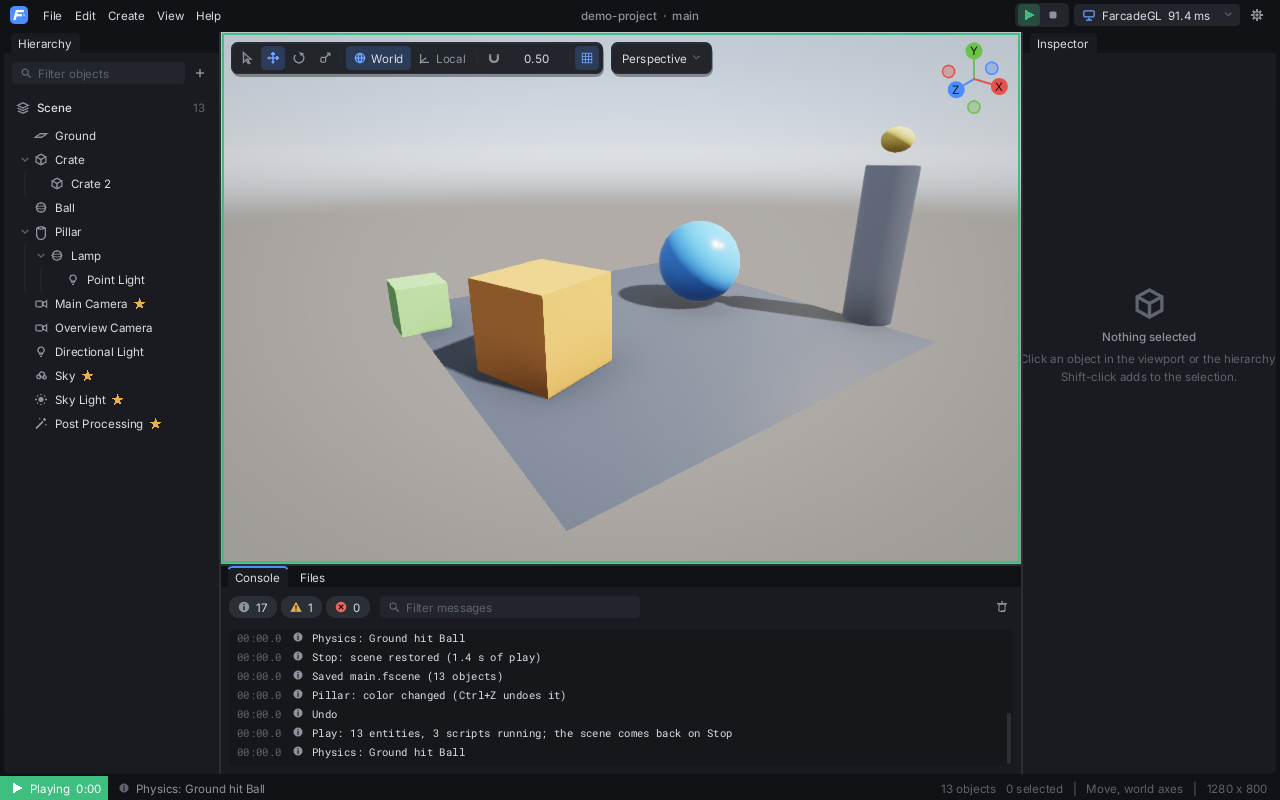 File Edit Create View Help
demo-project · main
FarcadeGL 91.4 ms
Hierarchy
Filter objects
Scene 13
Ground
Crate
Crate 2
Ball
Pillar
Lamp
Point Light
Main Camera
Overview Camera
Directional Light
Sky
Sky Light
Post Processing
World Local 0.50
Perspective
Y
Z X
Inspector
Nothing selected
Click an object in the viewport or the hierarchy
Shift-click adds to the selection.
Console Files
17 1 0
Filter messages
00:00.0 Physics: Ground hit Ball
00:00.0 Stop: scene restored (1.4 s of play)
00:00.0 Saved main.fscene (13 objects)
00:00.0 Pillar: color changed (Ctrl+Z undoes it)
00:00.0 Undo
00:00.0 Play: 13 entities, 3 scripts running; the scene comes back on Stop
00:00.0 Physics: Ground hit Ball
Playing 0:00
Physics: Ground hit Ball
13 objects 0 selected | Move, world axes | 1280 x 800